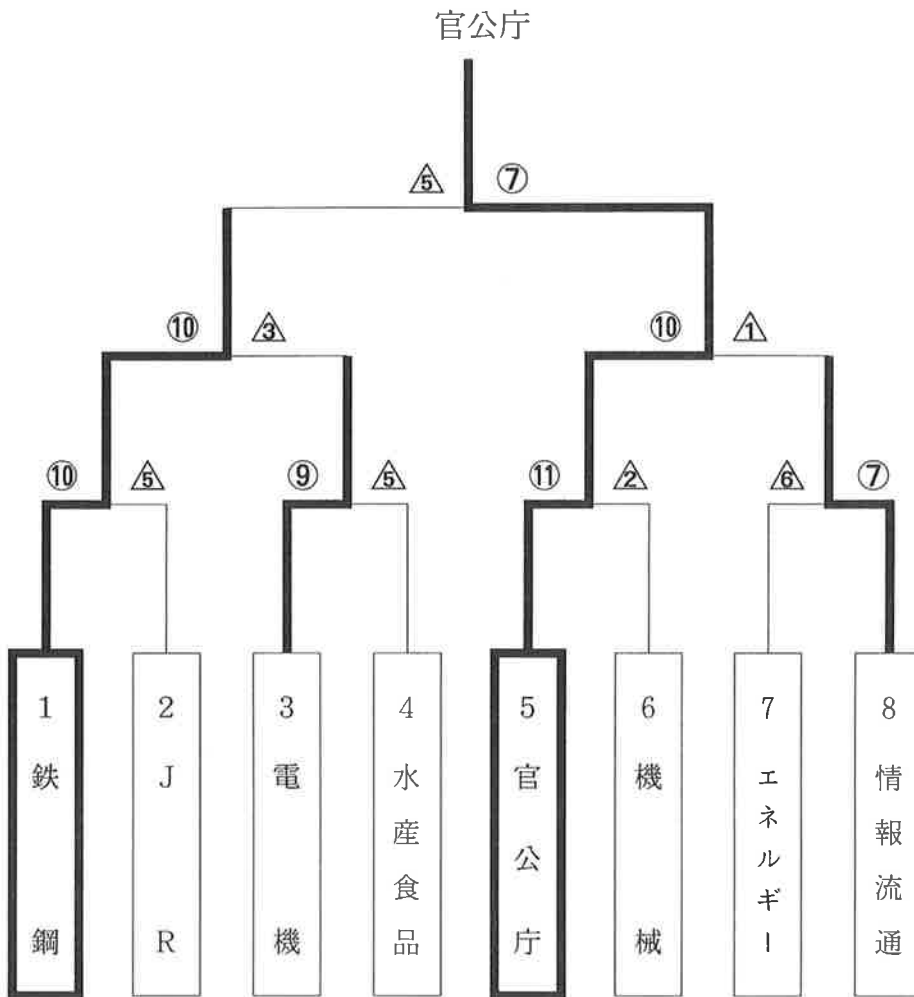 官公庁
△5 ⑦
⑩ △3 ⑩ △1
⑩ △5 ⑨ △5 ⑪ △2 △6 ⑦
1 鉄鋼
2 JR
3 電機
4 水産食品
5 官公庁
6 機械
7 エネルギー
8 情報流通